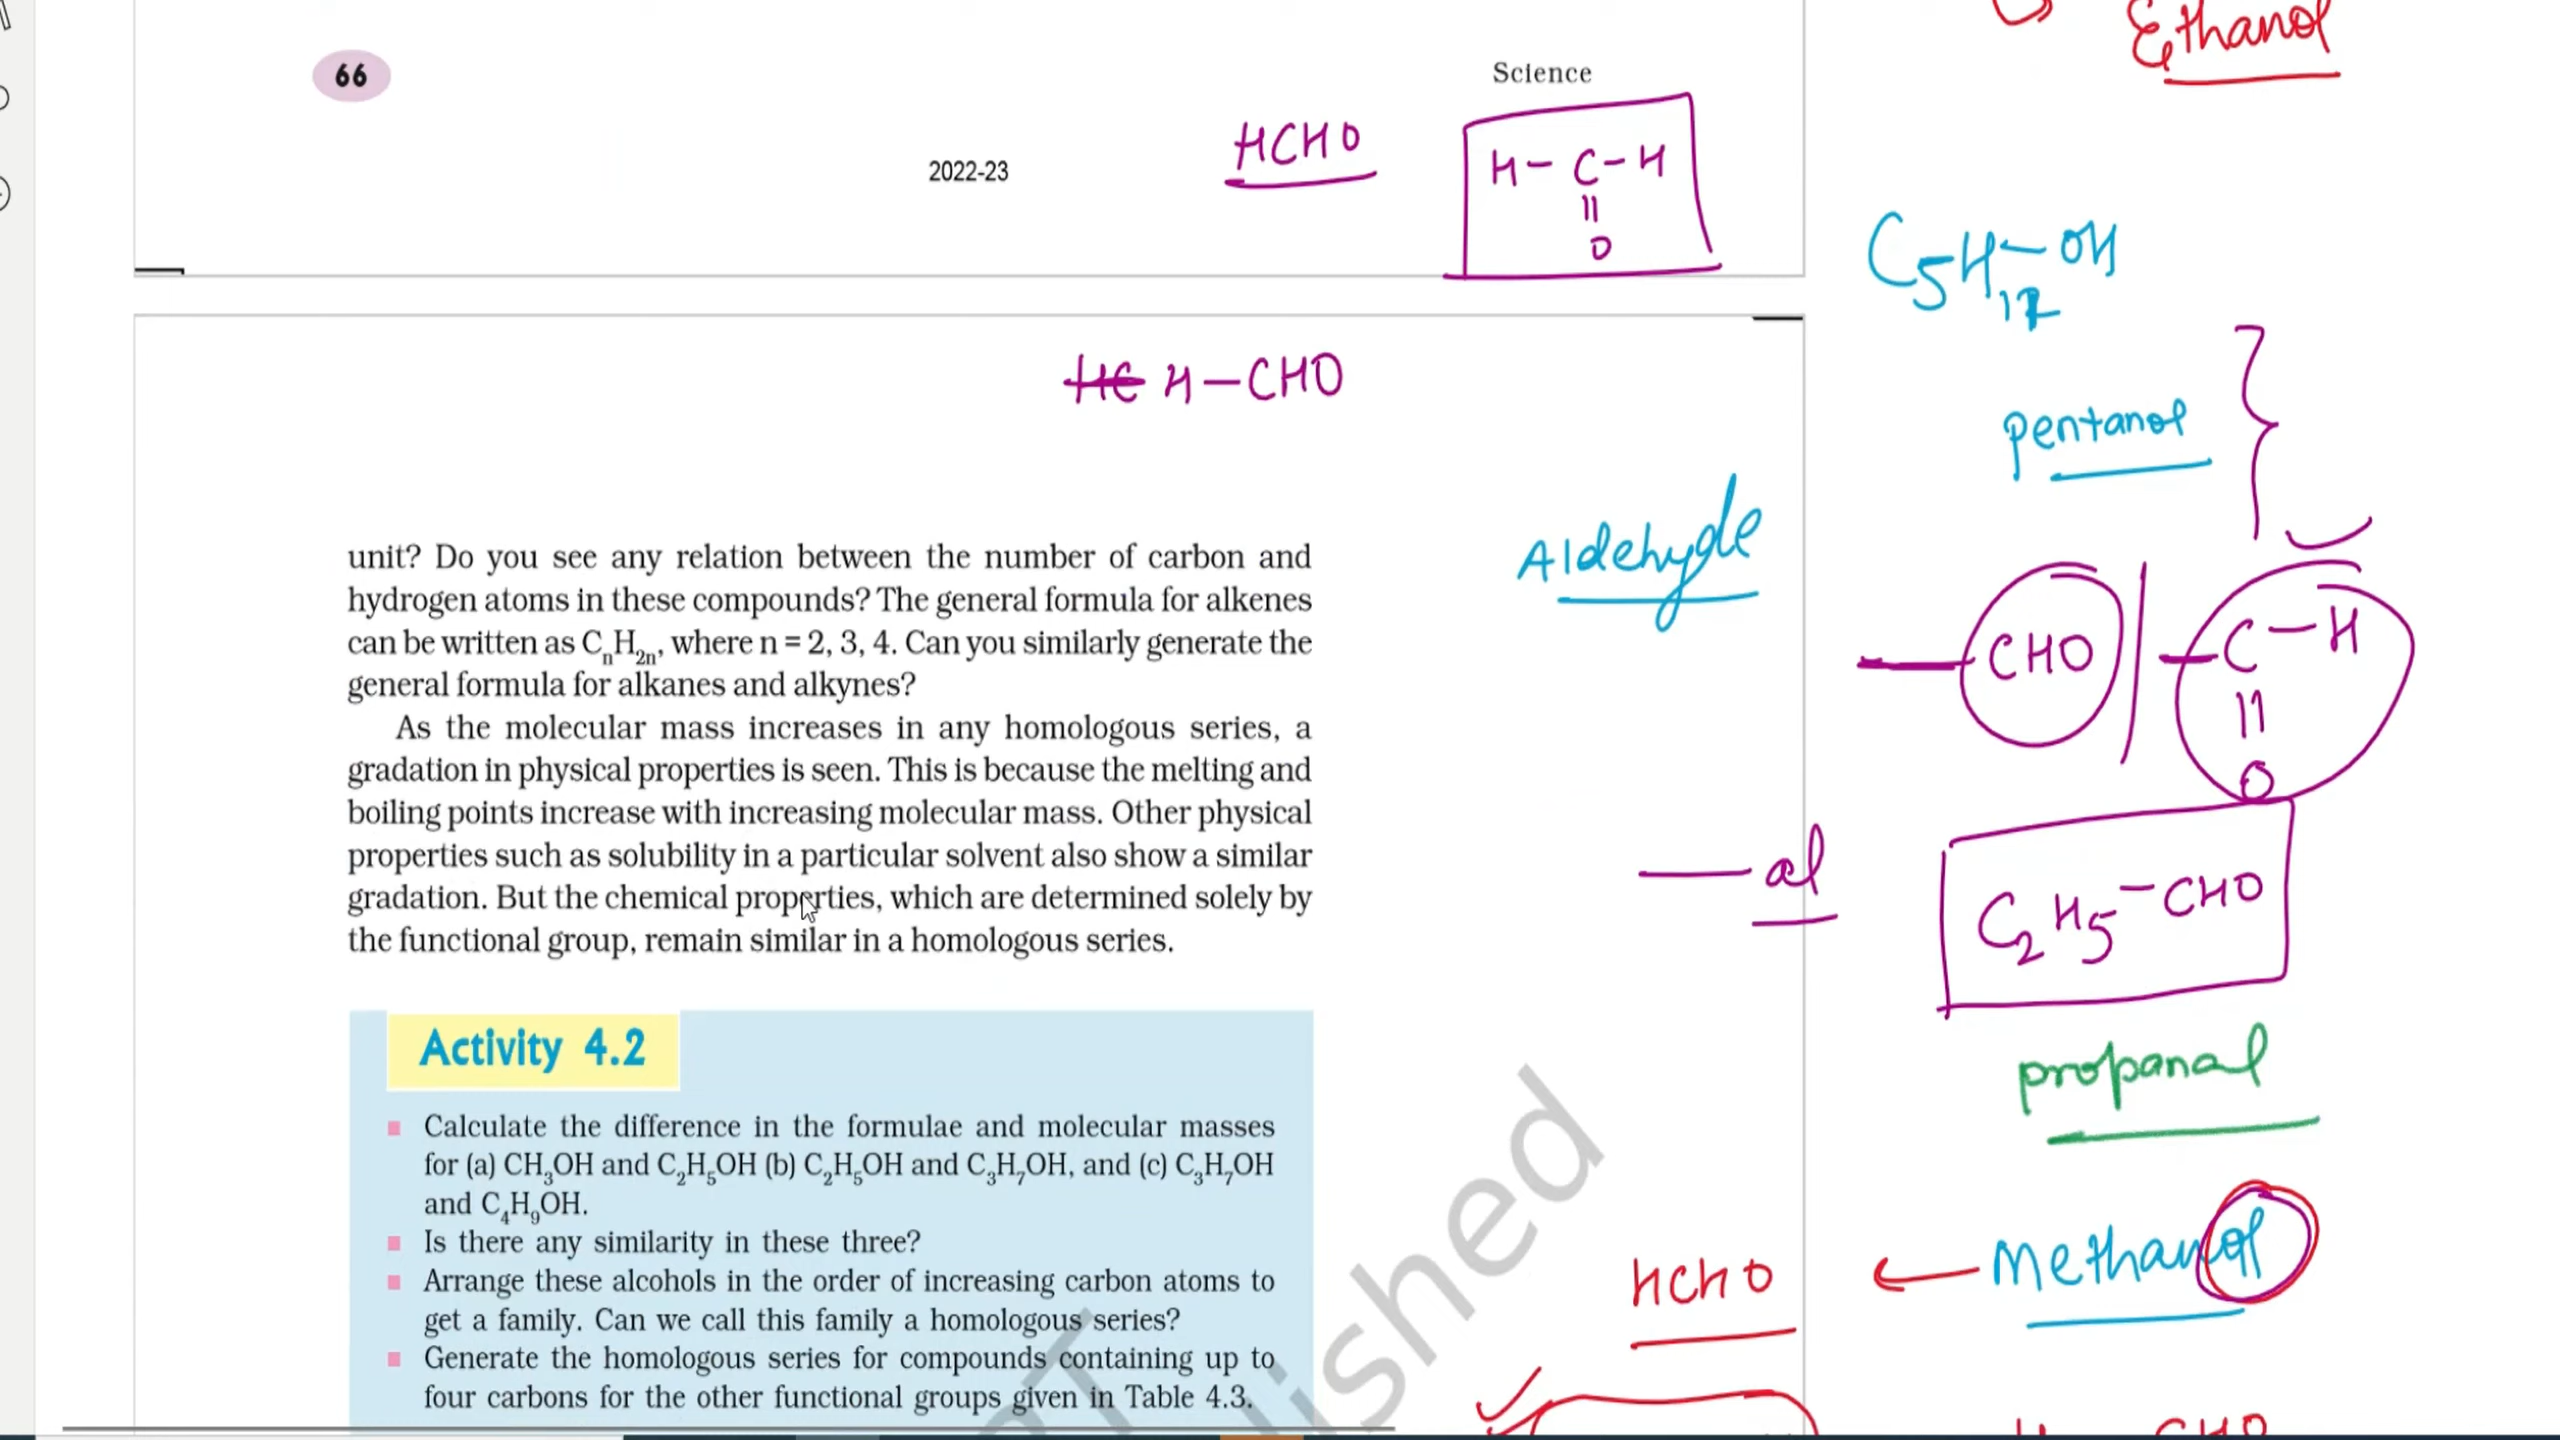 Ethanol
66
Science
HCHO
H - C - H
||
O
2022-23
C5H - OH
HC H - CHO
pentanol
unit? Do you see any relation between the number of carbon and
hydrogen atoms in these compounds? The general formula for alkenes
can be written as CnH2n, where n = 2, 3, 4. Can you similarly generate the
general formula for alkanes and alkynes?
As the molecular mass increases in any homologous series, a
gradation in physical properties is seen. This is because the melting and
boiling points increase with increasing molecular mass. Other physical
properties such as solubility in a particular solvent also show a similar
gradation. But the chemical properties, which are determined solely by
the functional group, remain similar in a homologous series.
Aldehyde
- CHO
- C - H
||
O
- al
C2H5 - CHO
propanal
Activity 4.2
Calculate the difference in the formulae and molecular masses
for (a) CH3OH and C2H5OH (b) C2H5OH and C3H7OH, and (c) C3H7OH
and C4H9OH.
Is there any similarity in these three?
Arrange these alcohols in the order of increasing carbon atoms to
get a family. Can we call this family a homologous series?
Generate the homologous series for compounds containing up to
four carbons for the other functional groups given in Table 4.3.
HCHO ← Methanal
CHO